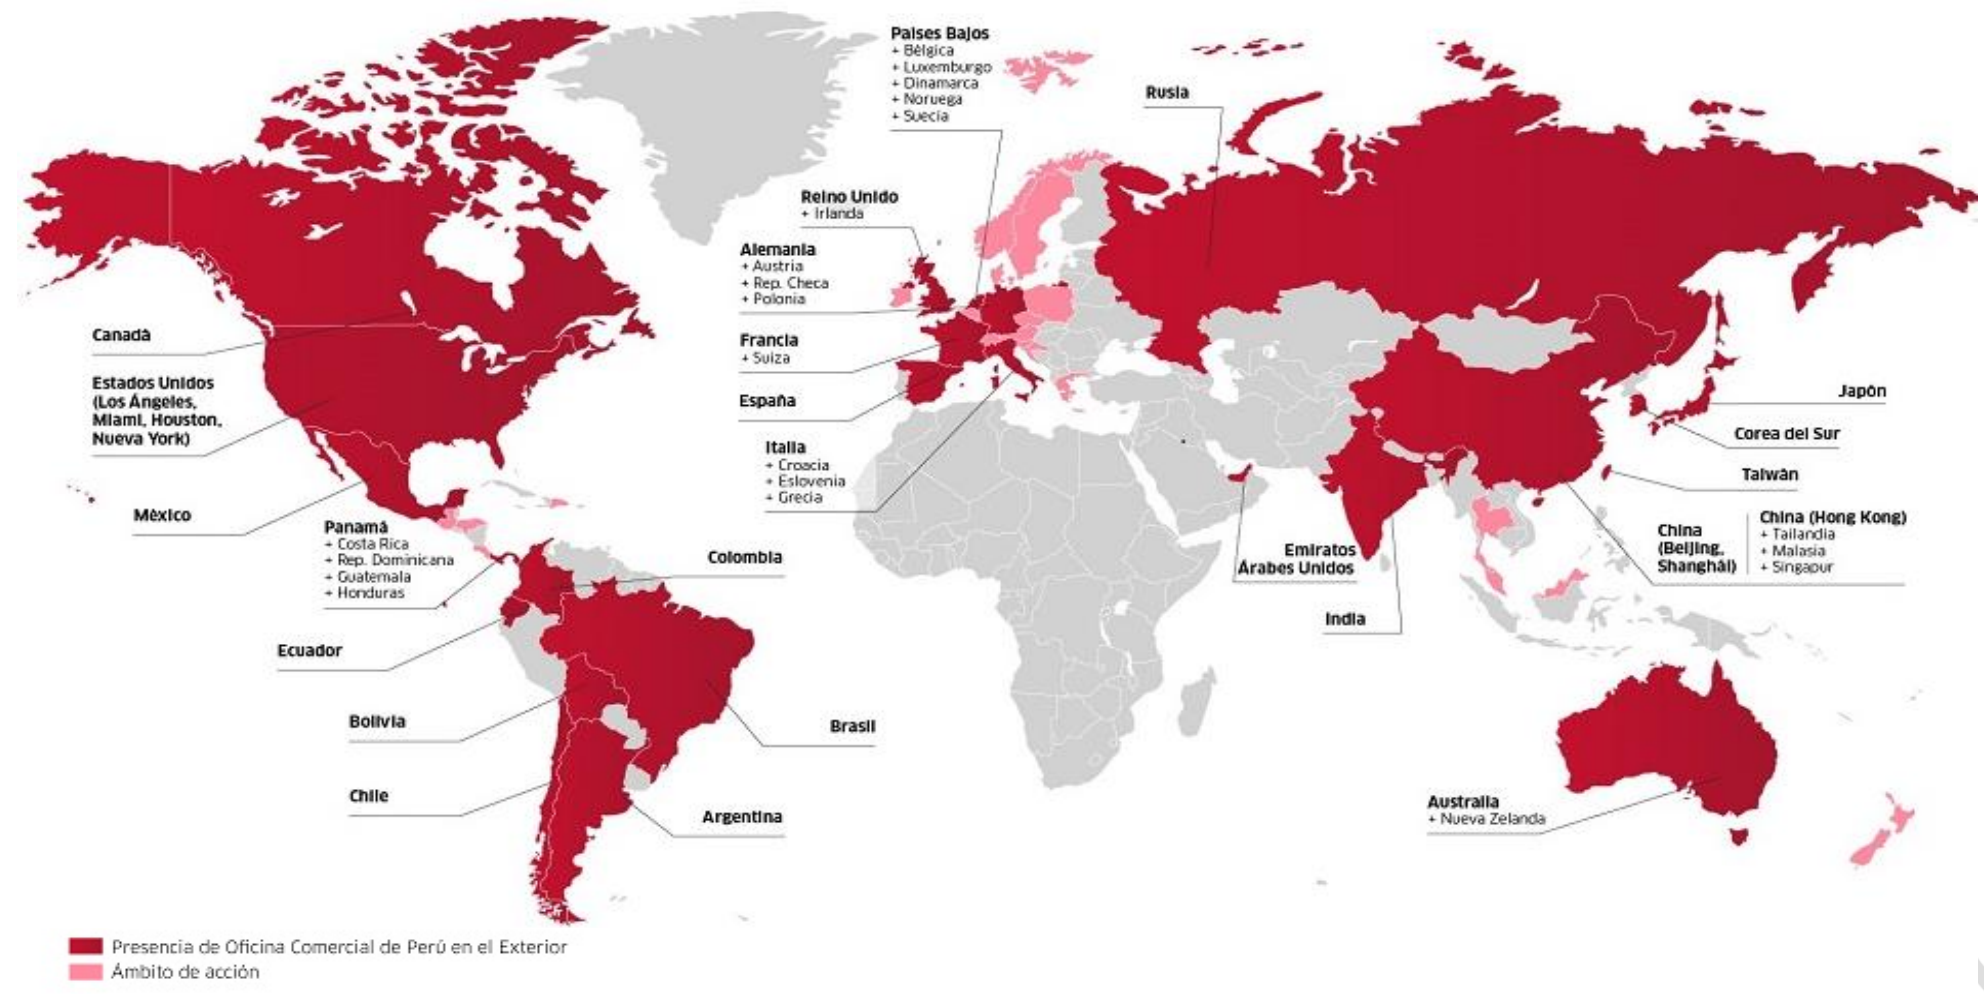 Países Bajos
+ Bélgica
+ Luxemburgo
+ Dinamarca
+ Noruega
+ Suecia
Rusia
Reino Unido
+ Irlanda
Alemania
+ Austria
+ Rep. Checa
+ Polonia
Francia
+ Suiza
España
Italia
+ Croacia
+ Eslovenia
+ Grecia
Canadá
Estados Unidos
(Los Ángeles,
Miami, Houston,
Nueva York)
México
Panamá
+ Costa Rica
+ Rep. Dominicana
+ Guatemala
+ Honduras
Colombia
Ecuador
Bolivia
Brasil
Chile
Argentina
Japón
Corea del Sur
Taiwán
China
(Beijing,
Shanghái)
China (Hong Kong)
+ Tailandia
+ Malasia
+ Singapur
Emiratos
Árabes Unidos
India
Australia
+ Nueva Zelanda
Presencia de Oficina Comercial de Perú en el Exterior
Ámbito de acción